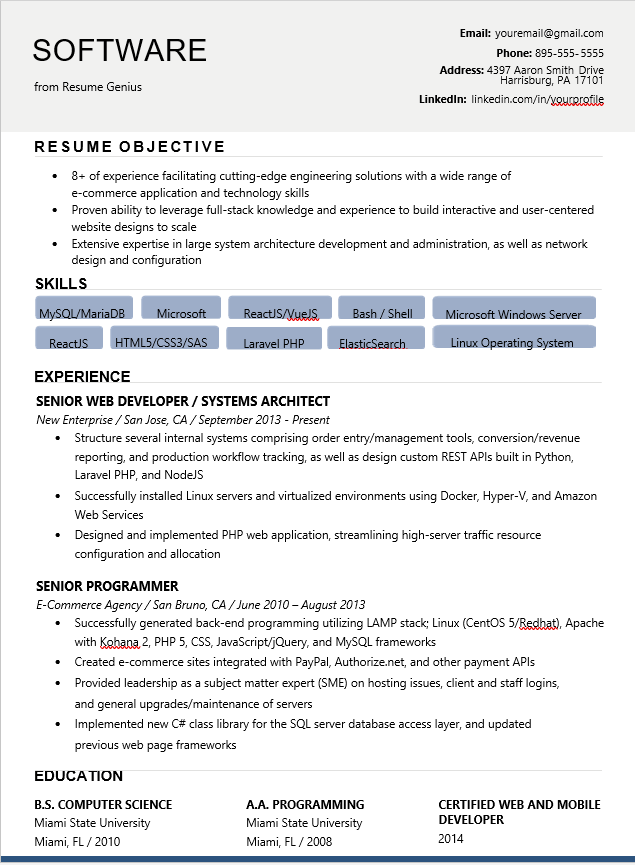 SOFTWARE
from Resume Genius
Email: youremail@gmail.com
Phone: 895-555-5555
Address: 4397 Aaron Smith Drive
Harrisburg, PA 17101
LinkedIn: linkedin.com/in/yourprofile
RESUME OBJECTIVE
• 8+ of experience facilitating cutting-edge engineering solutions with a wide range of
e-commerce application and technology skills
• Proven ability to leverage full-stack knowledge and experience to build interactive and user-centered
website designs to scale
• Extensive expertise in large system architecture development and administration, as well as network
design and configuration
SKILLS
MySQL/MariaDB Microsoft ReactJS/VueJS Bash / Shell Microsoft Windows Server
ReactJS HTML5/CSS3/SAS Laravel PHP ElasticSearch Linux Operating System
EXPERIENCE
SENIOR WEB DEVELOPER / SYSTEMS ARCHITECT
New Enterprise / San Jose, CA / September 2013 - Present
• Structure several internal systems comprising order entry/management tools, conversion/revenue
reporting, and production workflow tracking, as well as design custom REST APIs built in Python,
Laravel PHP, and NodeJS
• Successfully installed Linux servers and virtualized environments using Docker, Hyper-V, and Amazon
Web Services
• Designed and implemented PHP web application, streamlining high-server traffic resource
configuration and allocation
SENIOR PROGRAMMER
E-Commerce Agency / San Bruno, CA / June 2010 – August 2013
• Successfully generated back-end programming utilizing LAMP stack; Linux (CentOS 5/Redhat), Apache
with Kohana 2, PHP 5, CSS, JavaScript/jQuery, and MySQL frameworks
• Created e-commerce sites integrated with PayPal, Authorize.net, and other payment APIs
• Provided leadership as a subject matter expert (SME) on hosting issues, client and staff logins,
and general upgrades/maintenance of servers
• Implemented new C# class library for the SQL server database access layer, and updated
previous web page frameworks
EDUCATION
B.S. COMPUTER SCIENCE
Miami State University
Miami, FL / 2010
A.A. PROGRAMMING
Miami State University
Miami, FL / 2008
CERTIFIED WEB AND MOBILE
DEVELOPER
2014